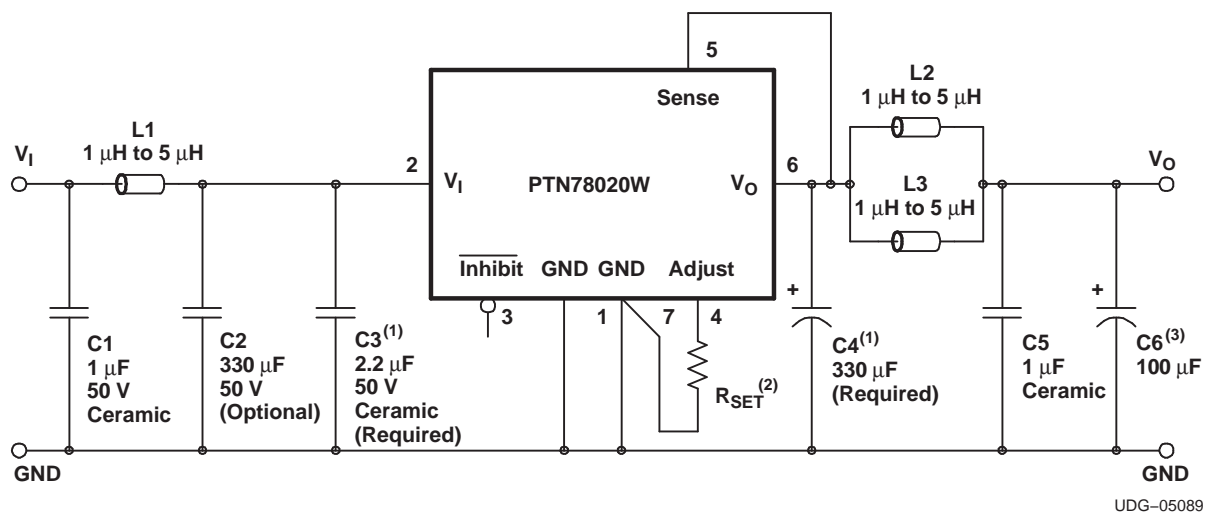 5
Sense
L2
1 μH to 5 μH
L1
1 μH to 5 μH
V_I
2
V_I
PTN78020W
V_O
6
L3
1 μH to 5 μH
V_O
Inhibit
GND
GND
Adjust
3
1
7
4
C1
1 μF
50 V
Ceramic
C2
330 μF
50 V
(Optional)
C3(1)
2.2 μF
50 V
Ceramic
(Required)
R_SET(2)
+
C4(1)
330 μF
(Required)
C5
1 μF
Ceramic
+
C6(3)
100 μF
GND
GND
UDG–05089